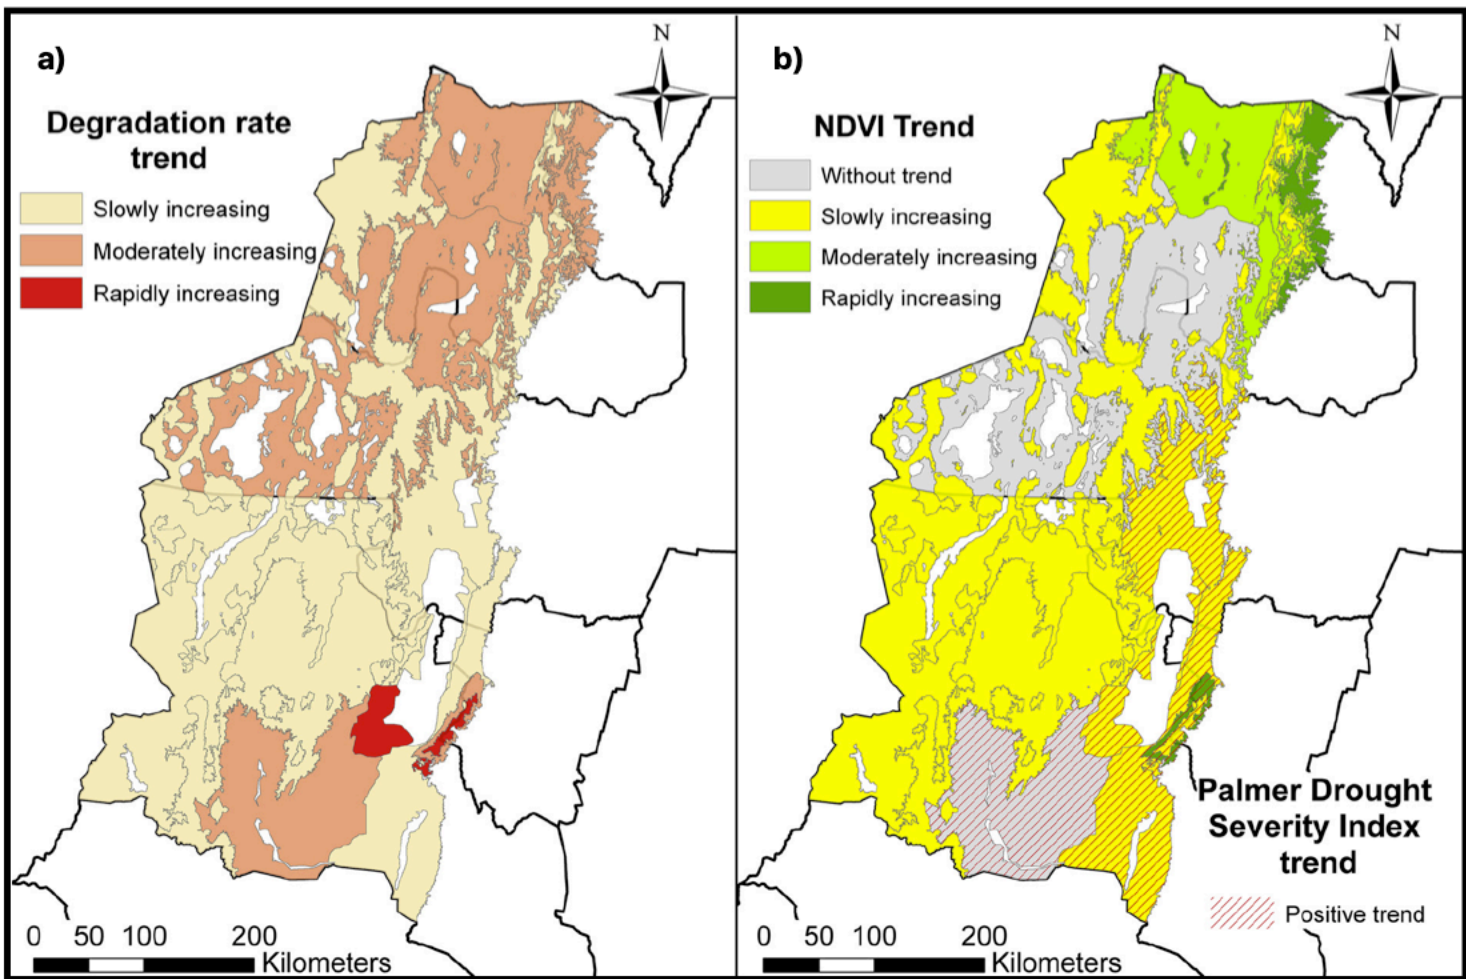 a)
N
Degradation rate
trend
Slowly increasing
Moderately increasing
Rapidly increasing
0 50 100 200
Kilometers
b)
N
NDVI Trend
Without trend
Slowly increasing
Moderately increasing
Rapidly increasing
Palmer Drought
Severity Index
trend
Positive trend
0 50 100 200
Kilometers